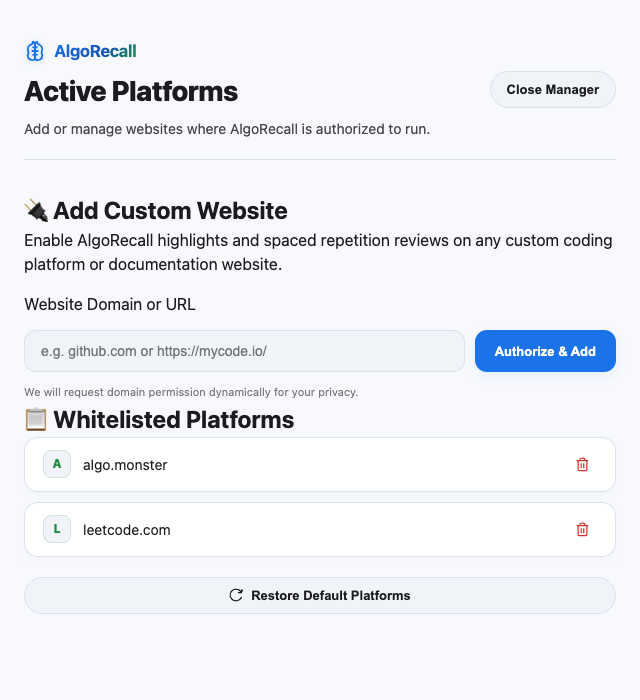 AlgoRecall
Active Platforms
Close Manager
Add or manage websites where AlgoRecall is authorized to run.
Add Custom Website
Enable AlgoRecall highlights and spaced repetition reviews on any custom coding
platform or documentation website.
Website Domain or URL
e.g. github.com or https://mycode.io/
Authorize & Add
We will request domain permission dynamically for your privacy.
Whitelisted Platforms
A
algo.monster
L
leetcode.com
Restore Default Platforms